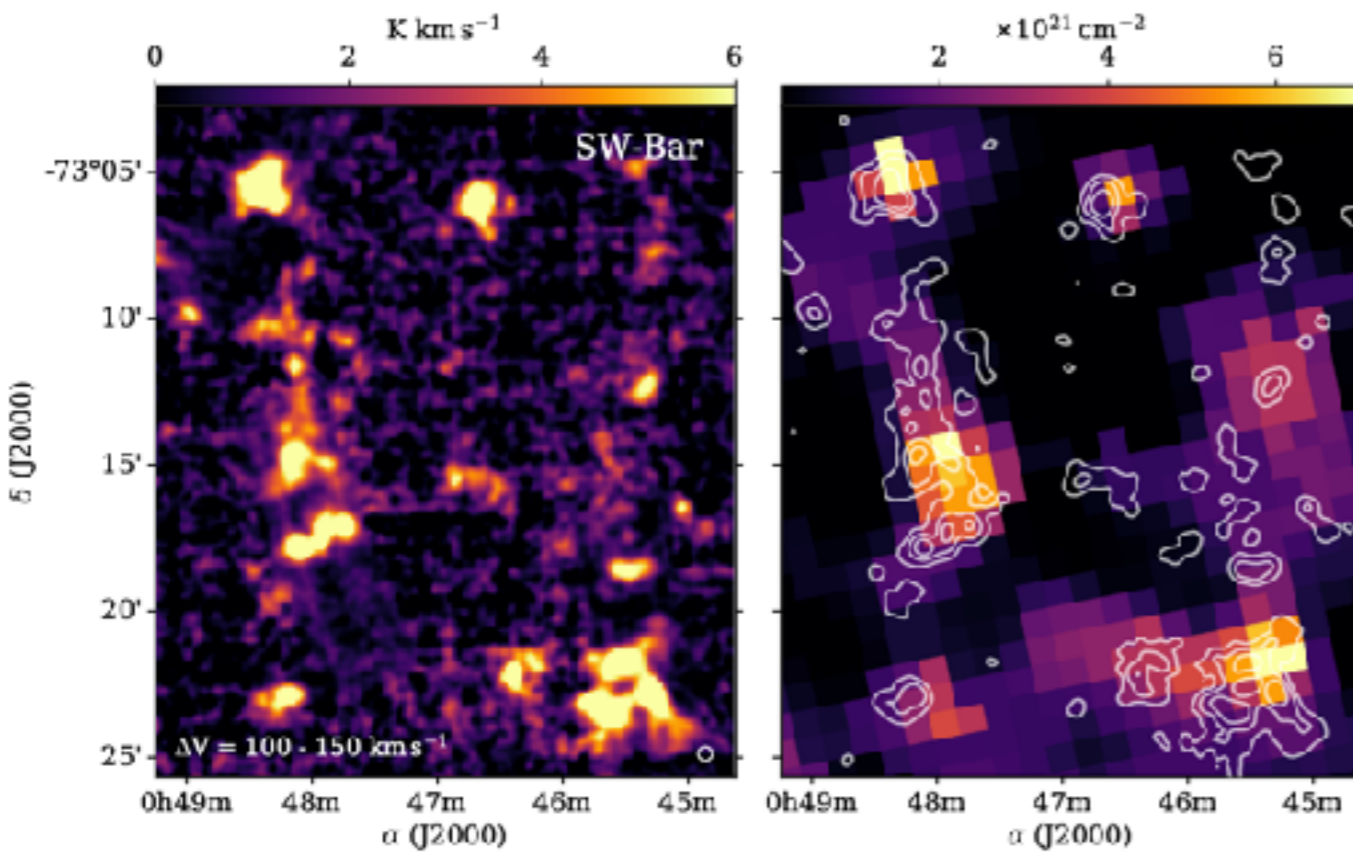 K km s⁻¹
0 2 4 6
SW-Bar
-73°05'
10'
15'
20'
25'
δ (J2000)
ΔV = 100 - 150 km s⁻¹
0h49m 48m 47m 46m 45m
α (J2000)
×10²¹ cm⁻²
2 4 6
0h49m 48m 47m 46m 45m
α (J2000)